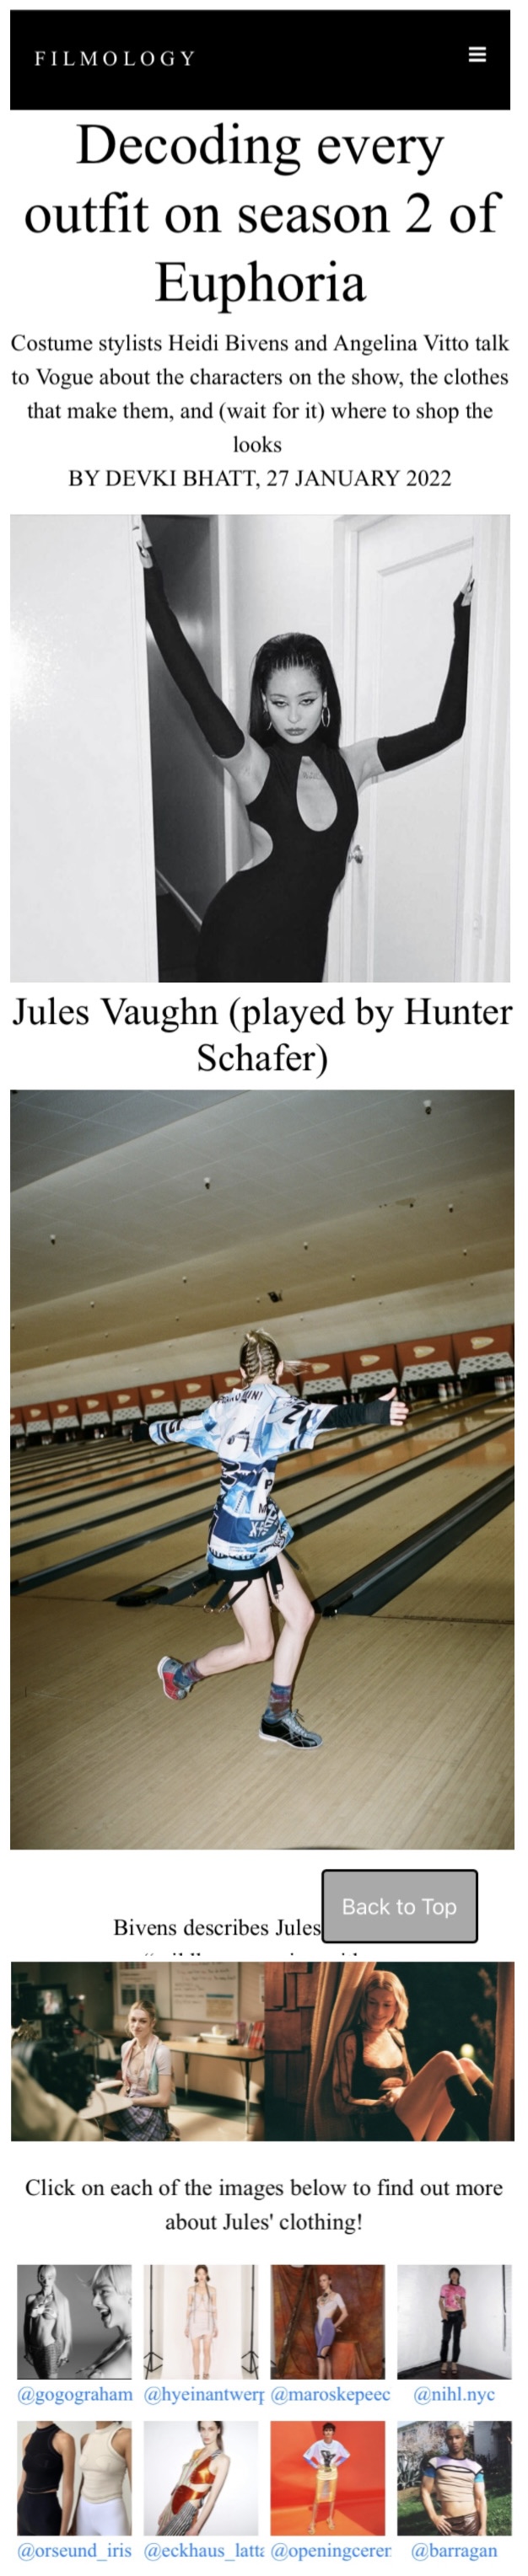 FILMOLOGY
Decoding every
outfit on season 2 of
Euphoria
Costume stylists Heidi Bivens and Angelina Vitto talk
to Vogue about the characters on the show, the clothes
that make them, and (wait for it) where to shop the
looks
BY DEVKI BHATT, 27 JANUARY 2022
Jules Vaughn (played by Hunter
Schafer)
Bivens describes Jules
Back to Top
Click on each of the images below to find out more
about Jules' clothing!
@gogograham @hyeinantwerp @maroskepeec @nihl.nyc
@orseund_iris @eckhaus_latta @openingcerer @barragan